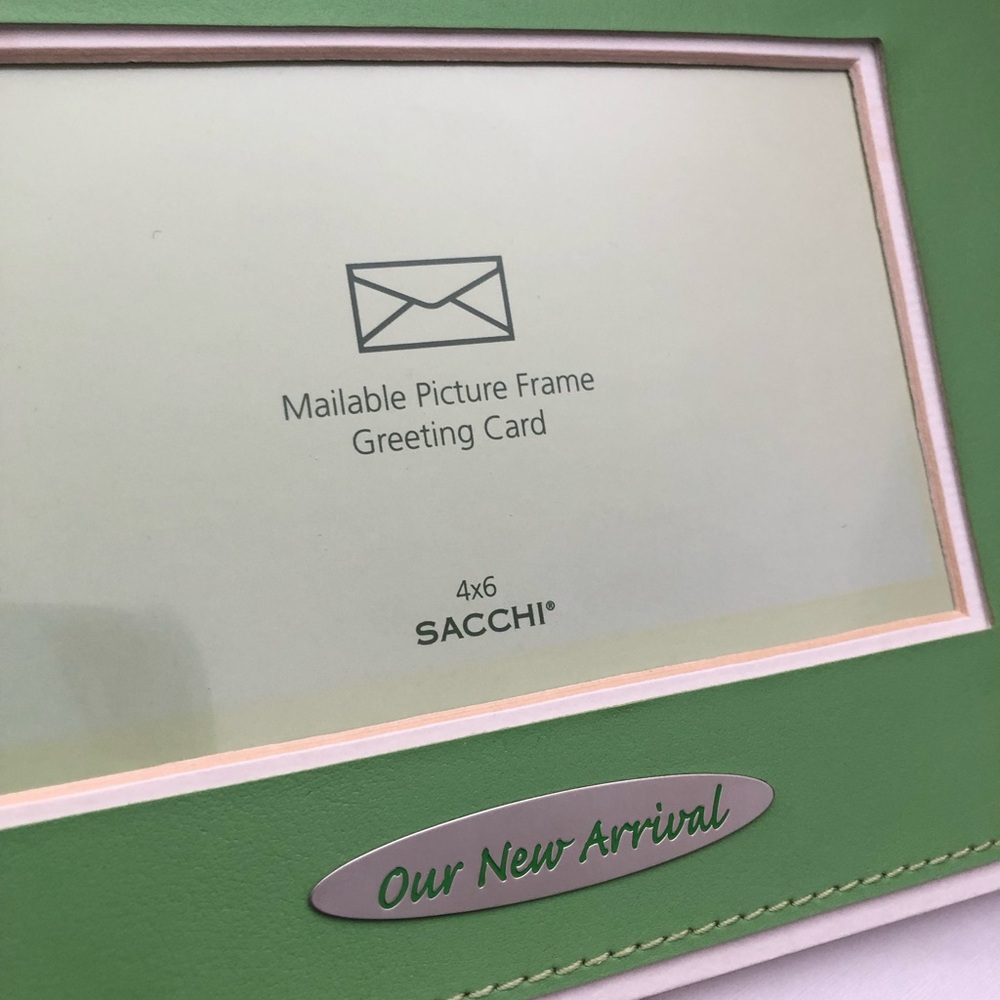 Mailable Picture Frame
Greeting Card
4x6
SACCHI®
Our New Arrival